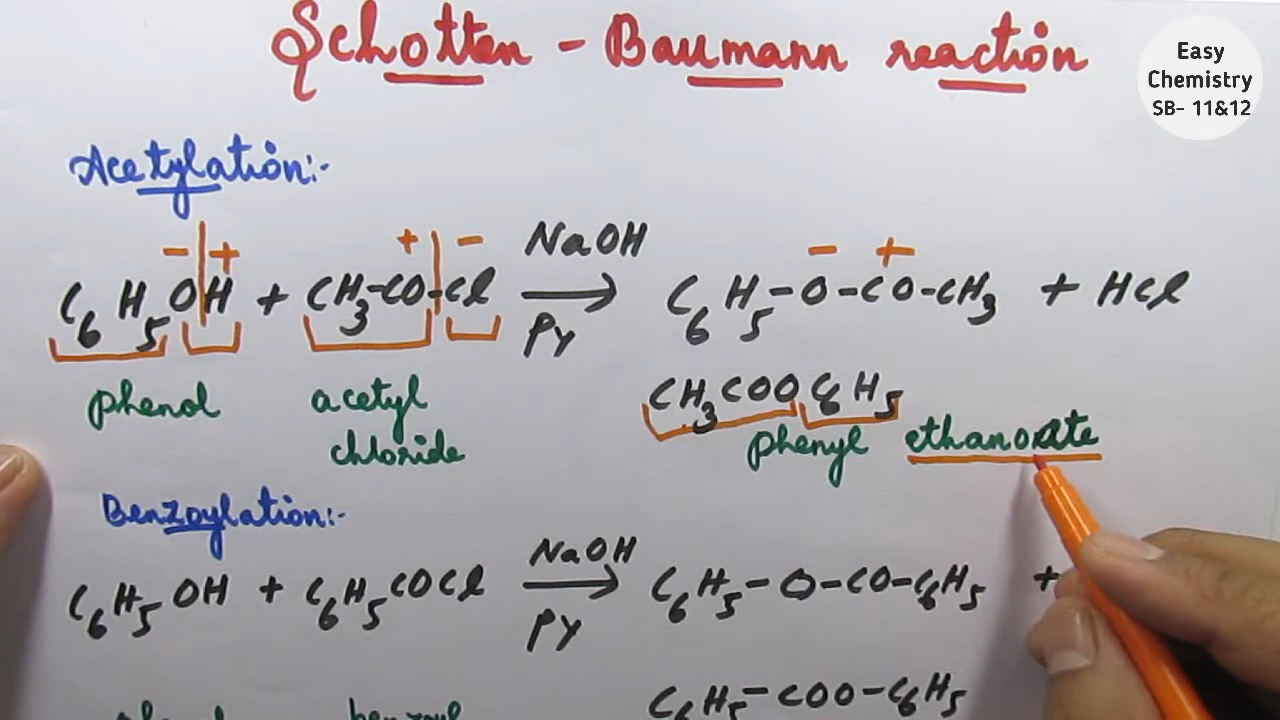 Schotten - Baumann reaction
Easy
Chemistry
SB- 11&12
Acetylation:-
- + + - NaOH - +
C6H5OH + CH3-CO-Cl → C6H5-O-CO-CH3 + HCl
Py
CH3COOC6H5
phenol acetyl
chloride
phenyl ethanoate
Benzoylation:-
NaOH
C6H5OH + C6H5COCl → C6H5-O-CO-C6H5 +
Py
C6H5-COO-C6H5